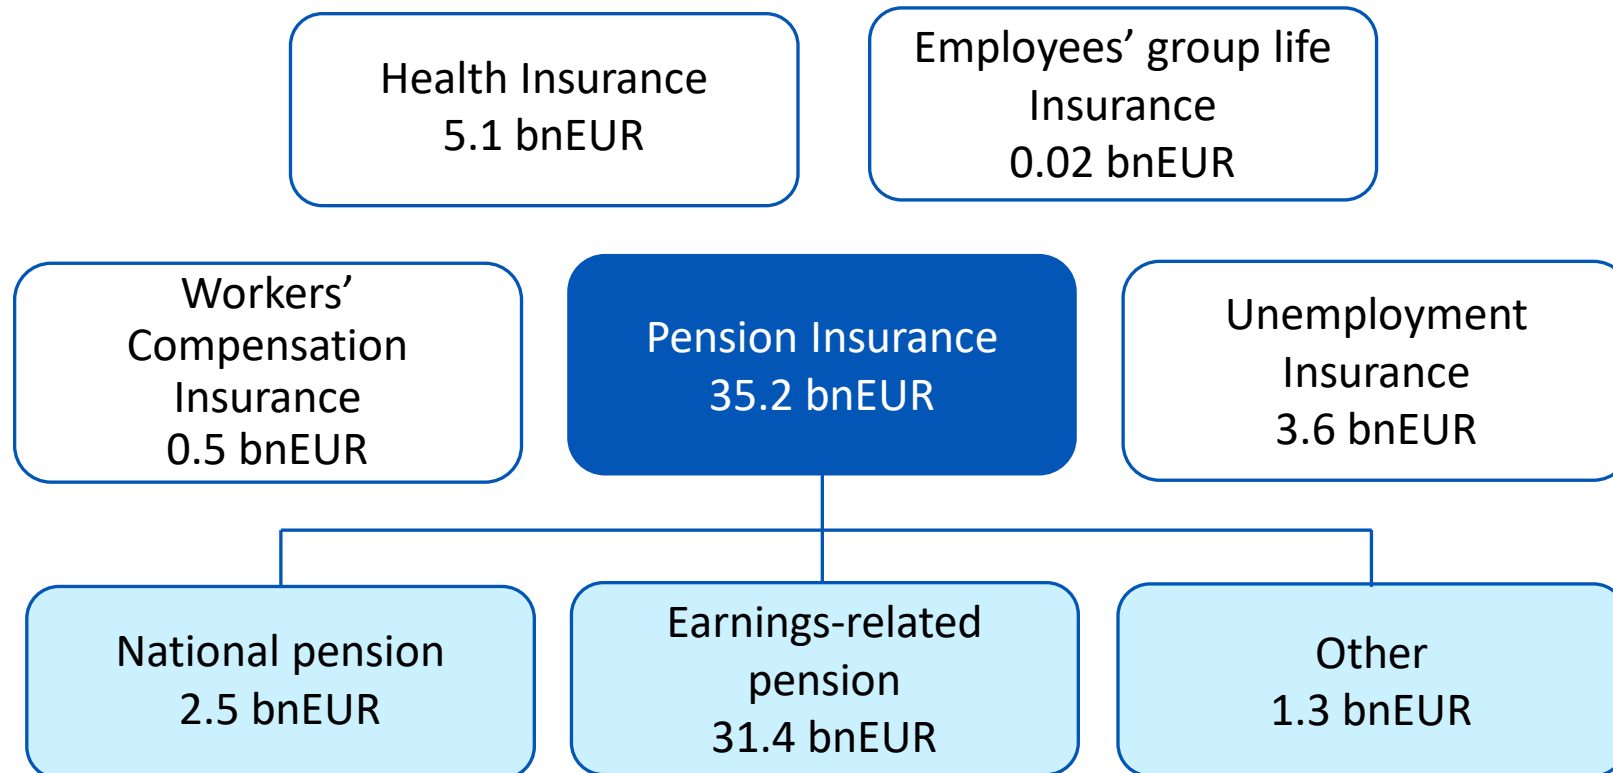 Health Insurance
5.1 bnEUR
Employees’ group life
Insurance
0.02 bnEUR
Workers’
Compensation
Insurance
0.5 bnEUR
Pension Insurance
35.2 bnEUR
Unemployment
Insurance
3.6 bnEUR
National pension
2.5 bnEUR
Earnings-related
pension
31.4 bnEUR
Other
1.3 bnEUR